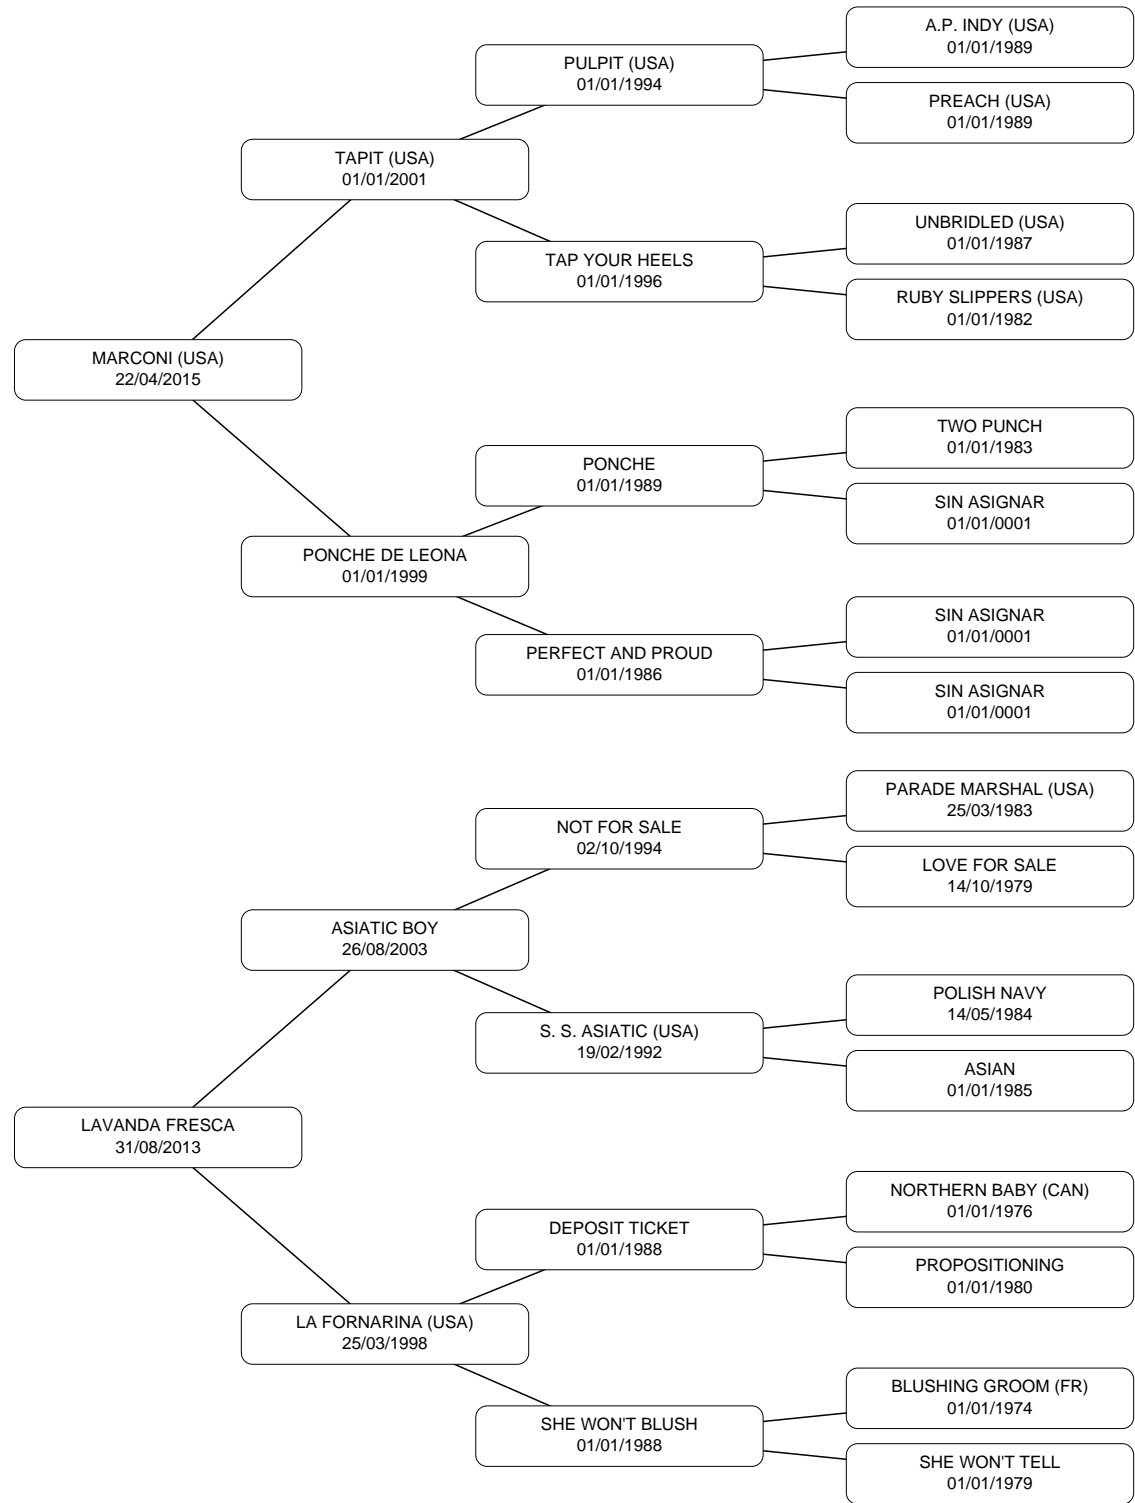 A.P. INDY (USA)
01/01/1989
PULPIT (USA)
01/01/1994
PREACH (USA)
01/01/1989
TAPIT (USA)
01/01/2001
UNBRIDLED (USA)
01/01/1987
TAP YOUR HEELS
01/01/1996
RUBY SLIPPERS (USA)
01/01/1982
MARCONI (USA)
22/04/2015
TWO PUNCH
01/01/1983
PONCHE
01/01/1989
SIN ASIGNAR
01/01/0001
PONCHE DE LEONA
01/01/1999
SIN ASIGNAR
01/01/0001
PERFECT AND PROUD
01/01/1986
SIN ASIGNAR
01/01/0001
PARADE MARSHAL (USA)
25/03/1983
NOT FOR SALE
02/10/1994
LOVE FOR SALE
14/10/1979
ASIATIC BOY
26/08/2003
POLISH NAVY
14/05/1984
S. S. ASIATIC (USA)
19/02/1992
ASIAN
01/01/1985
LAVANDA FRESCA
31/08/2013
NORTHERN BABY (CAN)
01/01/1976
DEPOSIT TICKET
01/01/1988
PROPOSITIONING
01/01/1980
LA FORNARINA (USA)
25/03/1998
BLUSHING GROOM (FR)
01/01/1974
SHE WON'T BLUSH
01/01/1988
SHE WON'T TELL
01/01/1979